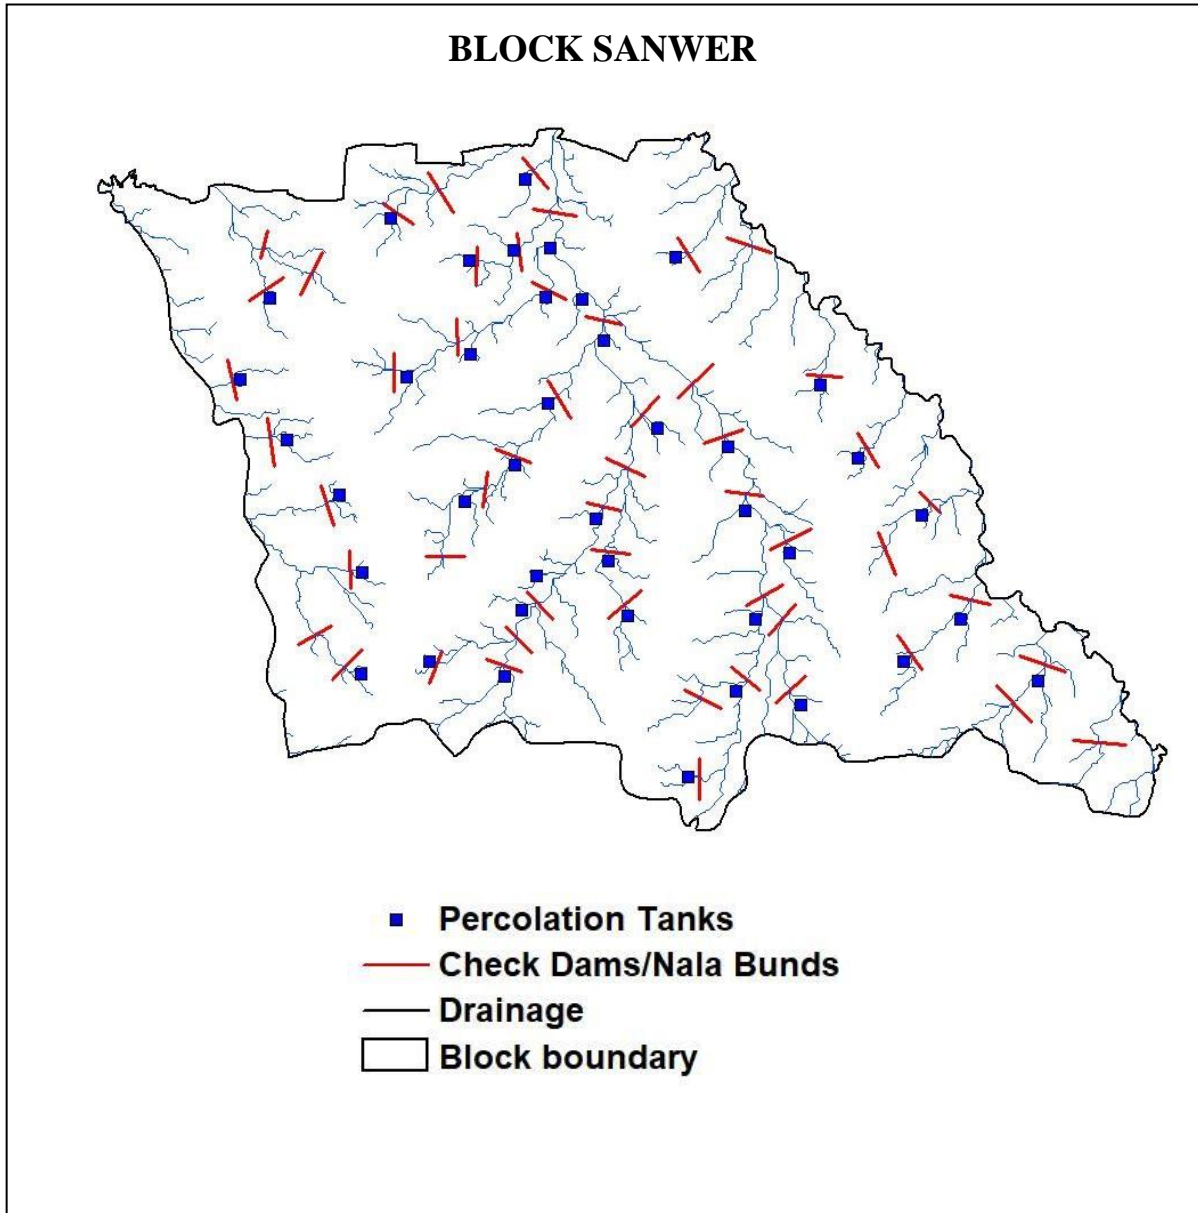 BLOCK SANWER
Percolation Tanks
Check Dams/Nala Bunds
Drainage
Block boundary